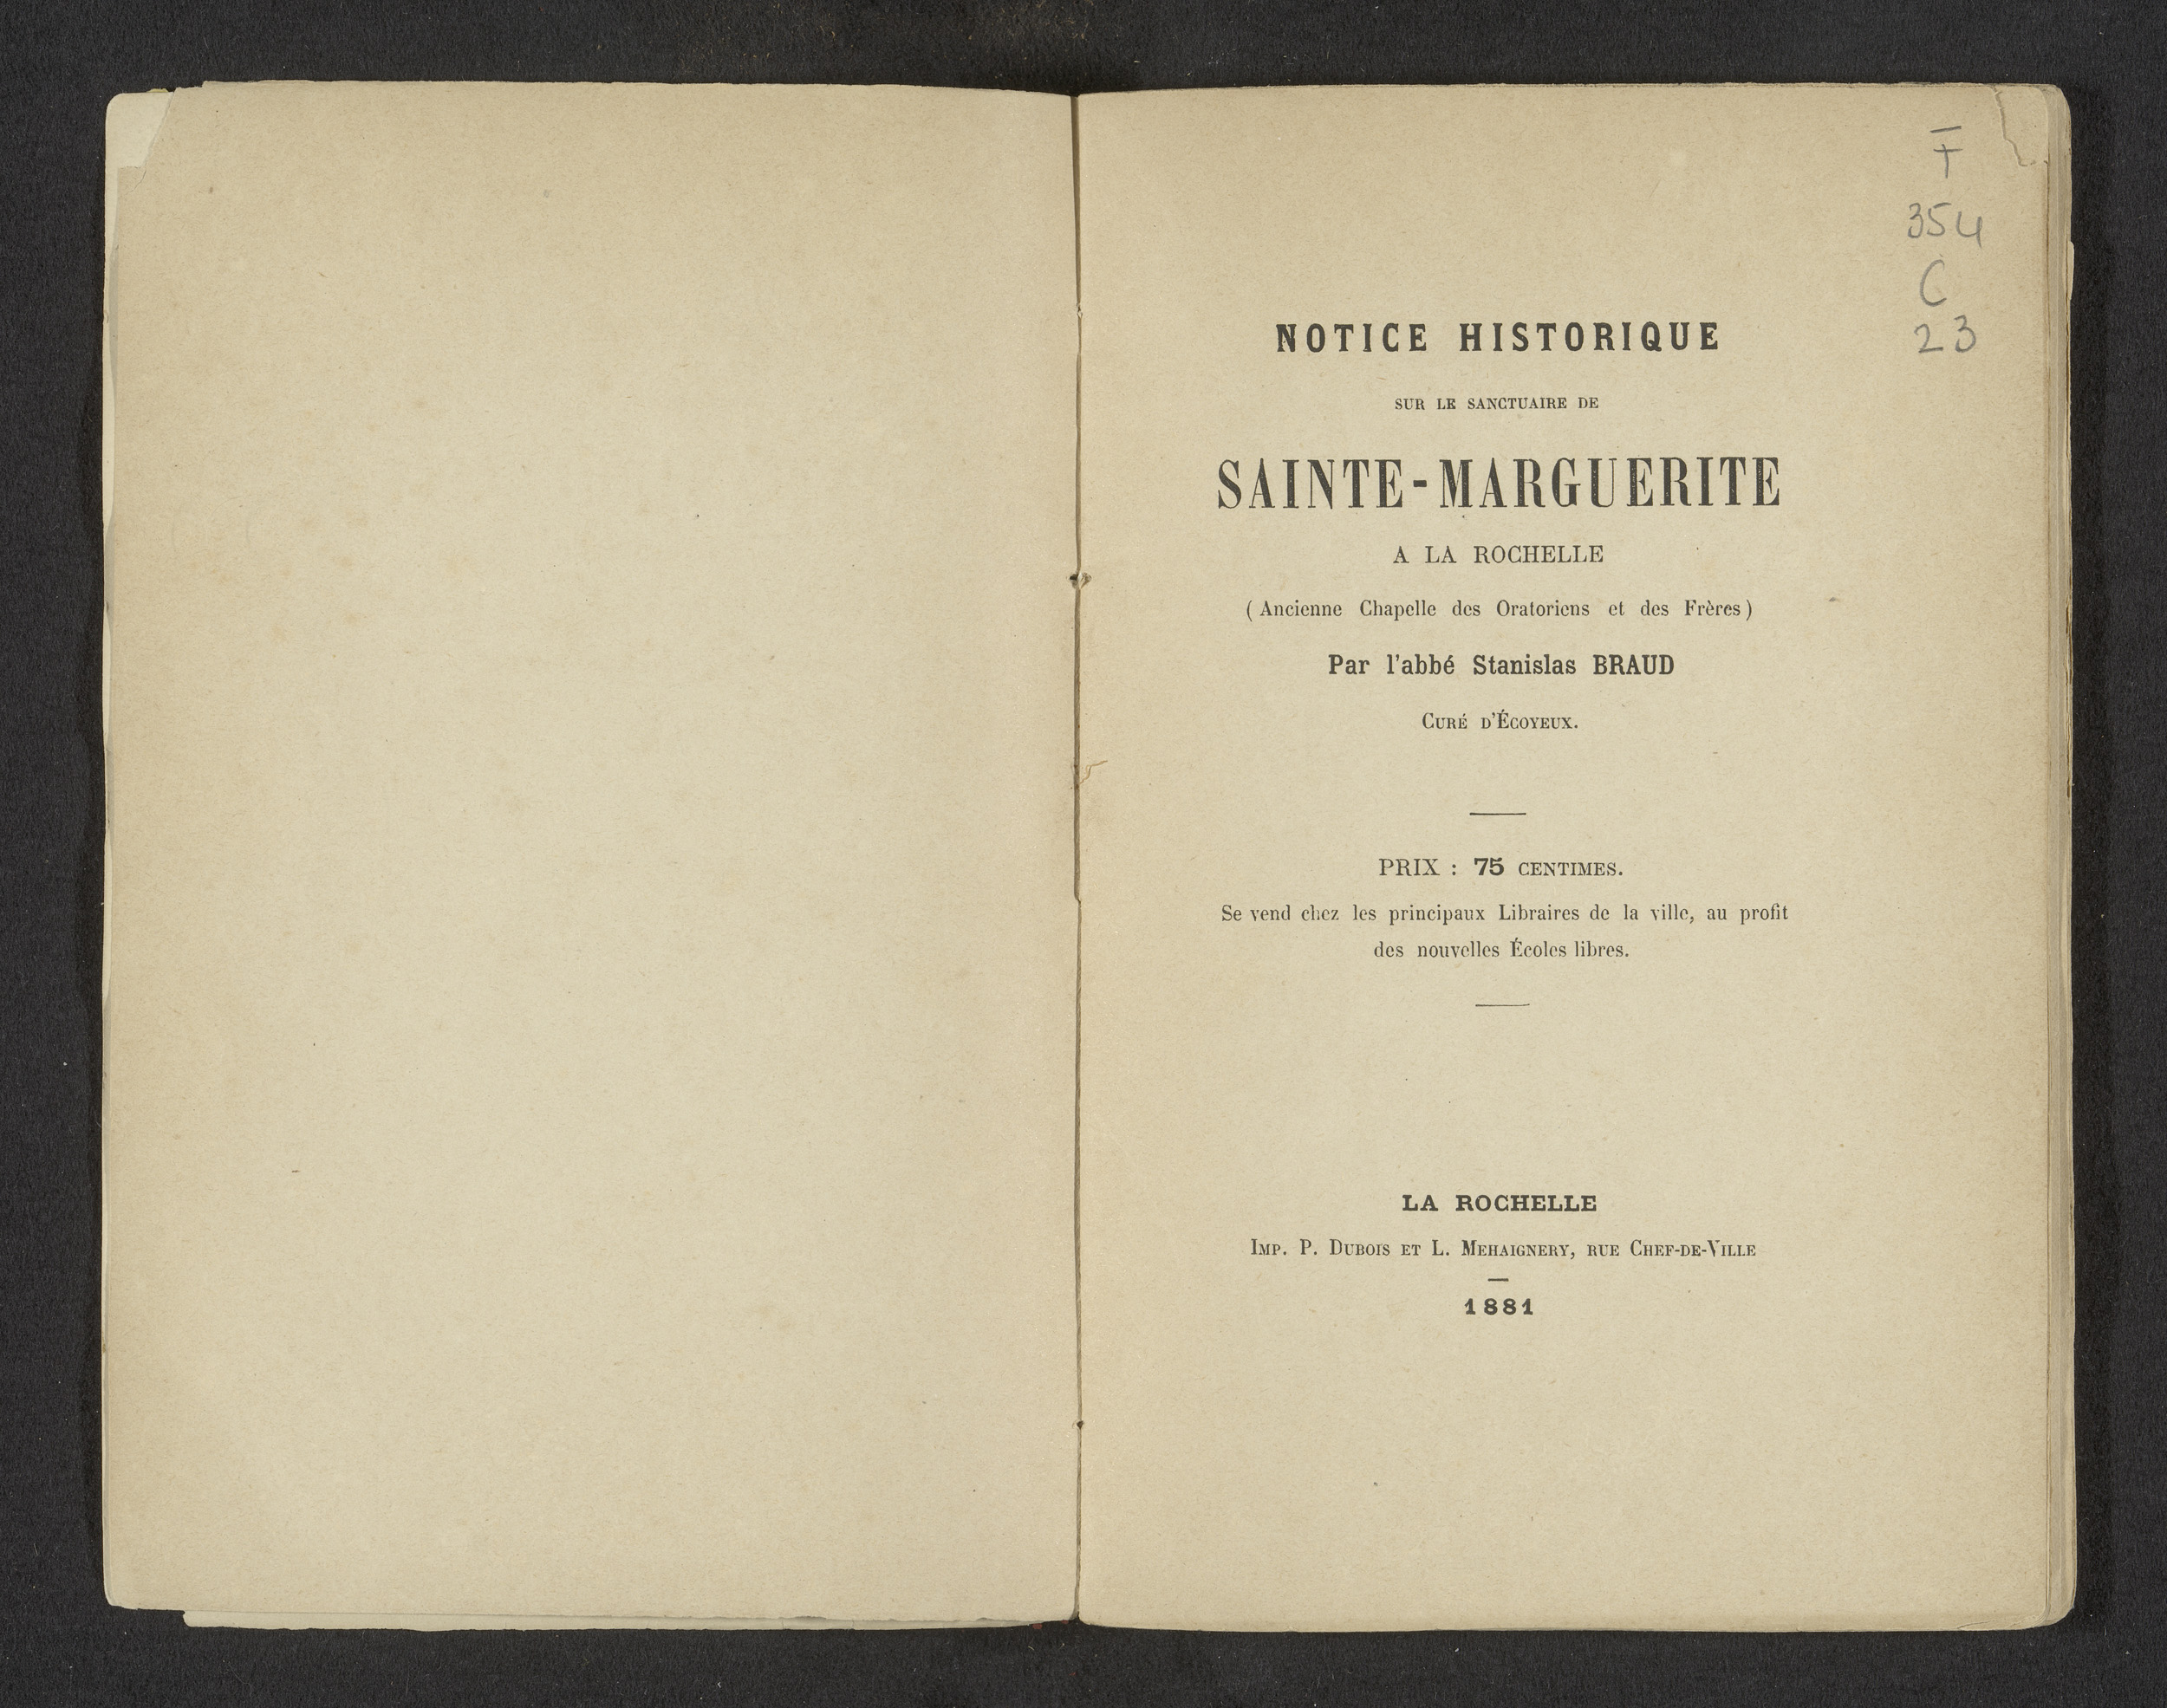 F
354
C
23
NOTICE HISTORIQUE
SUR LE SANCTUAIRE DE
SAINTE-MARGUERITE
A LA ROCHELLE
(Ancienne Chapelle des Oratoriens et des Frères)
Par l'abbé Stanislas BRAUD
CURÉ D'ÉCOYEUX.
PRIX : 75 CENTIMES.
Se vend chez les principaux Libraires de la ville, au profit
des nouvelles Écoles libres.
LA ROCHELLE
IMP. P. DUBOIS ET L. MEHAIGNERY, RUE CHEF-DE-VILLE
1881